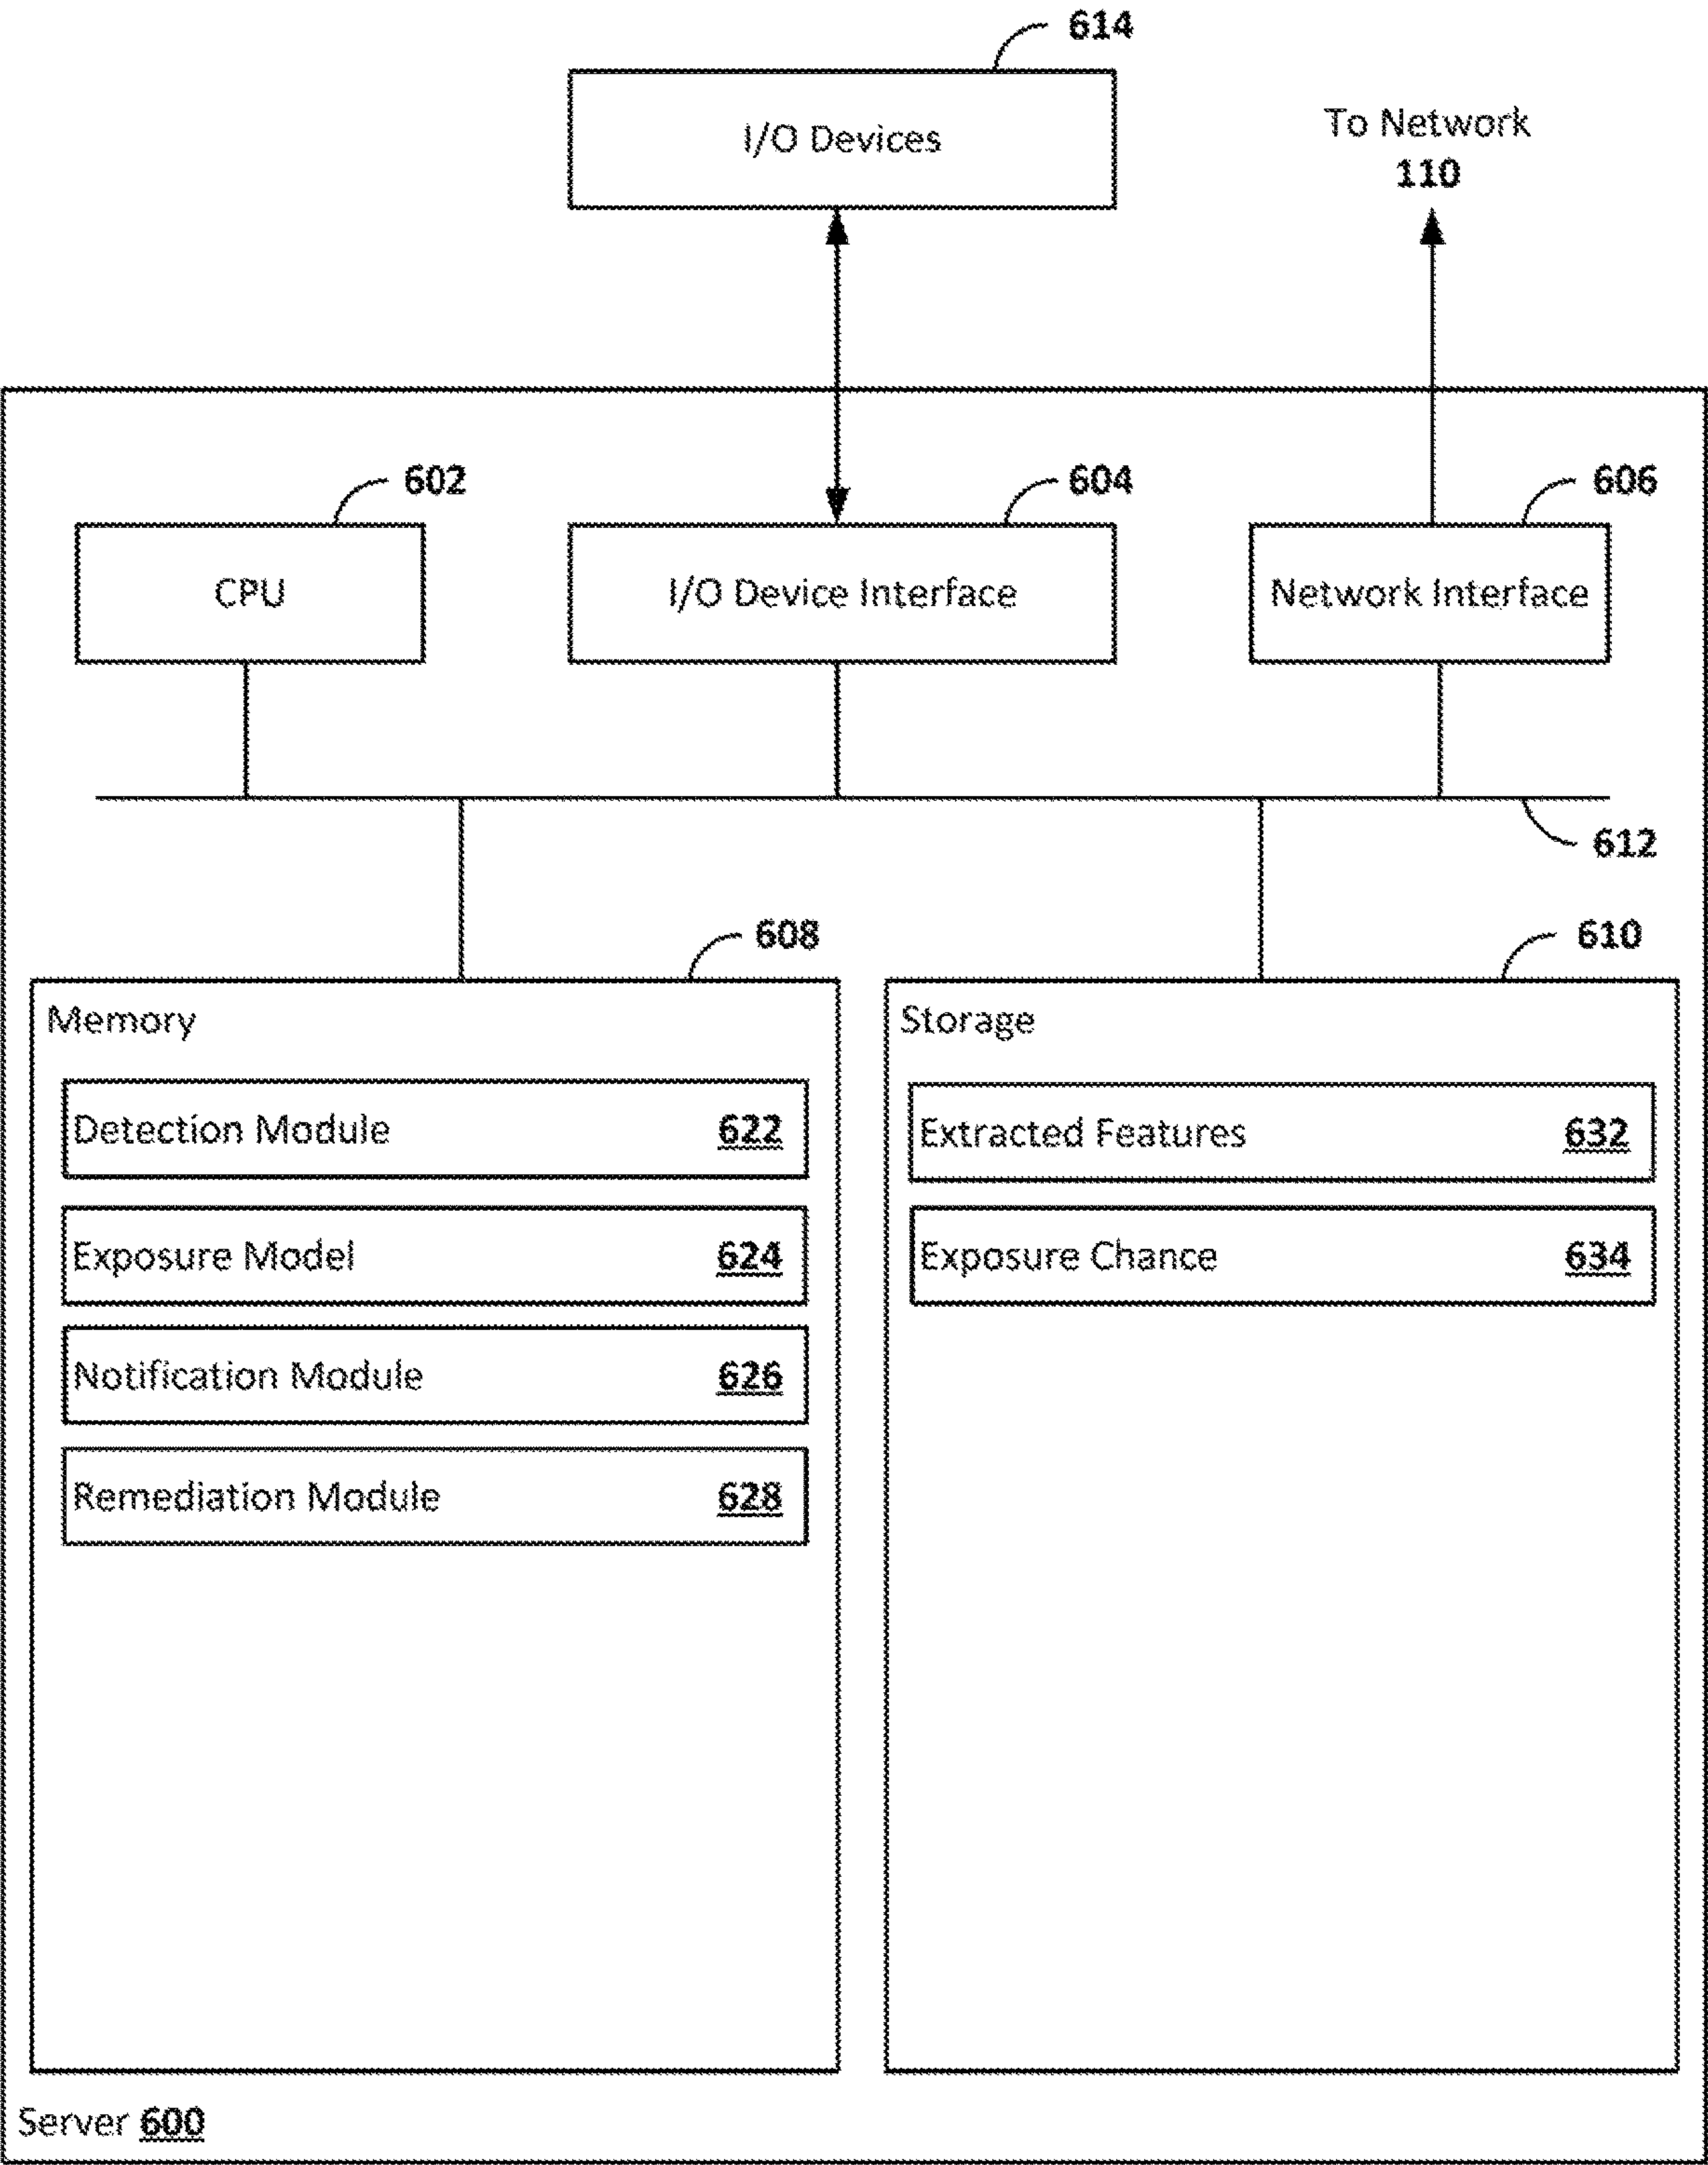 614
I/O Devices
To Network
110
602
604
606
CPU
I/O Device Interface
Network Interface
612
608
610
Memory
Storage
Detection Module 622
Extracted Features 632
Exposure Model 624
Exposure Chance 634
Notification Module 626
Remediation Module 628
Server 600